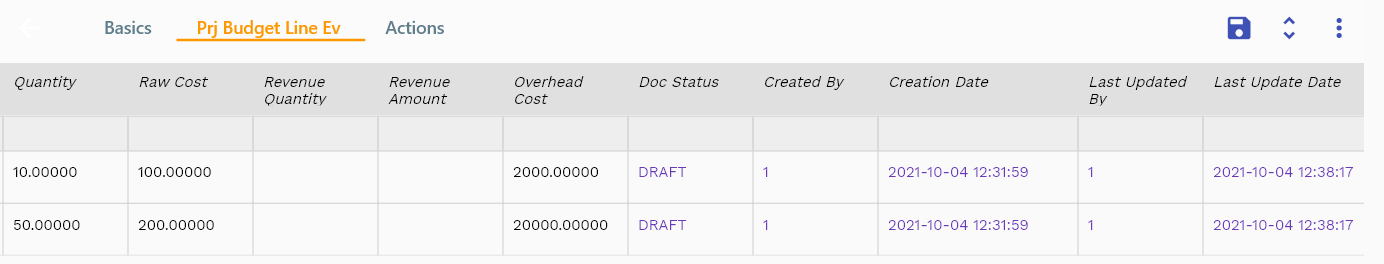 Basics Prj Budget Line Ev Actions
Quantity Raw Cost Revenue Quantity Revenue Amount Overhead Cost Doc Status Created By Creation Date Last Updated By Last Update Date
10.00000 100.00000 2000.00000 DRAFT 1 2021-10-04 12:31:59 1 2021-10-04 12:38:17
50.00000 200.00000 20000.00000 DRAFT 1 2021-10-04 12:31:59 1 2021-10-04 12:38:17